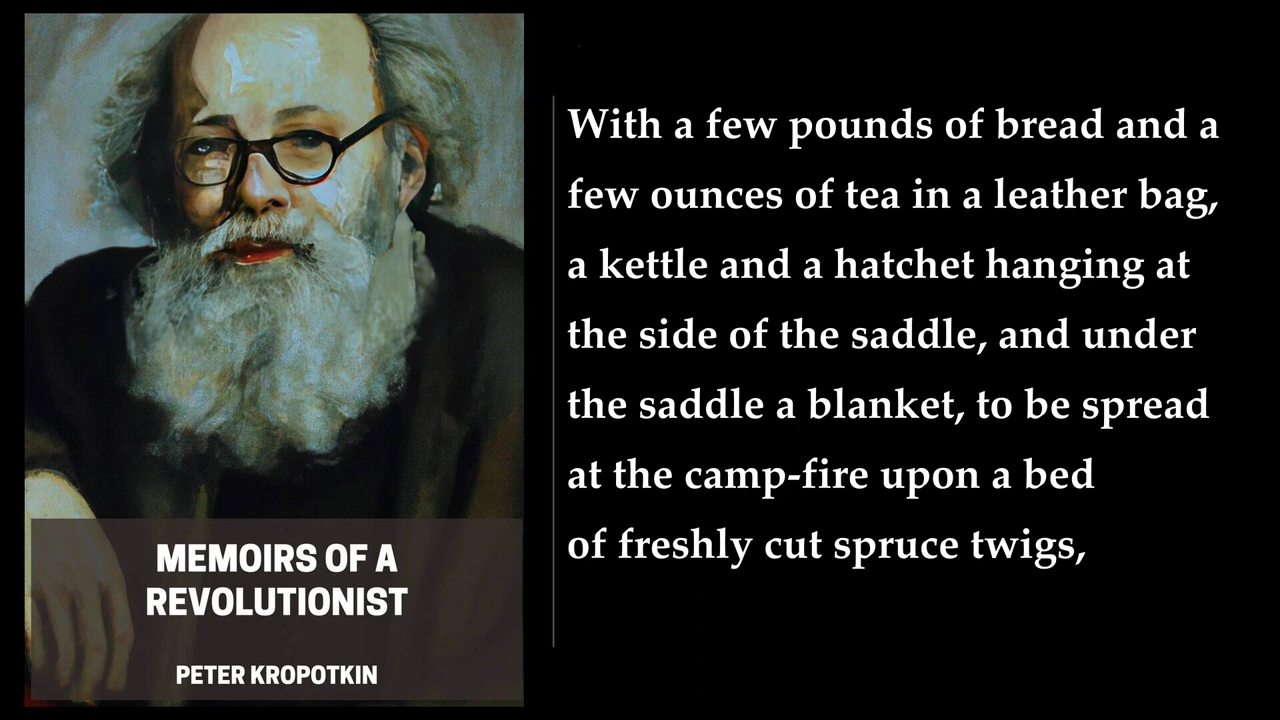 MEMOIRS OF A
REVOLUTIONIST
PETER KROPOTKIN
With a few pounds of bread and a
few ounces of tea in a leather bag,
a kettle and a hatchet hanging at
the side of the saddle, and under
the saddle a blanket, to be spread
at the camp-fire upon a bed
of freshly cut spruce twigs,